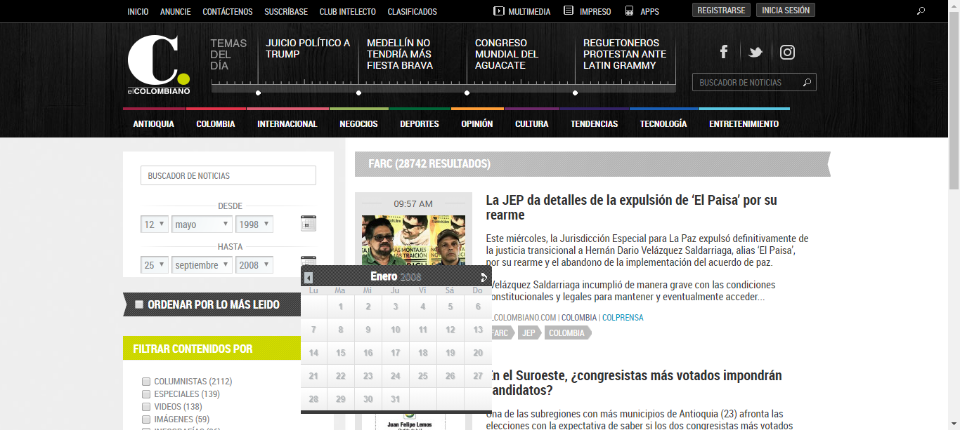 INICIO ANUNCIE CONTÁCTENOS SUSCRÍBASE CLUB INTELECTO CLASIFICADOS MULTIMEDIA IMPRESO APPS REGISTRARSE INICIA SESIÓN
C.
elCOLOMBIANO
TEMAS DEL DÍA
JUICIO POLÍTICO A
TRUMP
MEDELLÍN NO
TENDRÍA MÁS
FIESTA BRAVA
CONGRESO
MUNDIAL DEL
AGUACATE
REGUETONEROS
PROTESTAN ANTE
LATIN GRAMMY
BUSCADOR DE NOTICIAS
ANTIOQUIA COLOMBIA INTERNACIONAL NEGOCIOS DEPORTES OPINIÓN CULTURA TENDENCIAS TECNOLOGÍA ENTRETENIMIENTO
BUSCADOR DE NOTICIAS
DESDE
12 mayo 1998
HASTA
25 septiembre 2008
ORDENAR POR LO MÁS LEIDO
FILTRAR CONTENIDOS POR
COLUMNISTAS (2112)
ESPECIALES (139)
VIDEOS (138)
IMÁGENES (59)
Enero 2008
Lu Ma Mi Ju Vi Sá Do
1 2 3 4 5 6
7 8 9 10 11 12 13
14 15 16 17 18 19 20
21 22 23 24 25 26 27
28 29 30 31
FARC (28742 RESULTADOS)
09:57 AM
La JEP da detalles de la expulsión de ‘El Paisa’ por su
rearme
Este miércoles, la Jurisdicción Especial para La Paz expulsó definitivamente de
la justicia transicional a Hernán Dario Velázquez Saldarriaga, alias ‘El Paisa’,
por su rearme y el abandono de la implementación del acuerdo de paz.
Velázquez Saldarriaga incumplió de manera grave con las condiciones
constitucionales y legales para mantener y eventualmente acceder...
ELCOLOMBIANO.COM | COLOMBIA | COLPRENSA
FARC JEP COLOMBIA
En el Suroeste, ¿congresistas más votados impondrán
candidatos?
Una de las subregiones con más municipios de Antioquia (23) afronta las
elecciones con la expectativa de saber si los dos congresistas más votados
Juan Felipe Lemos